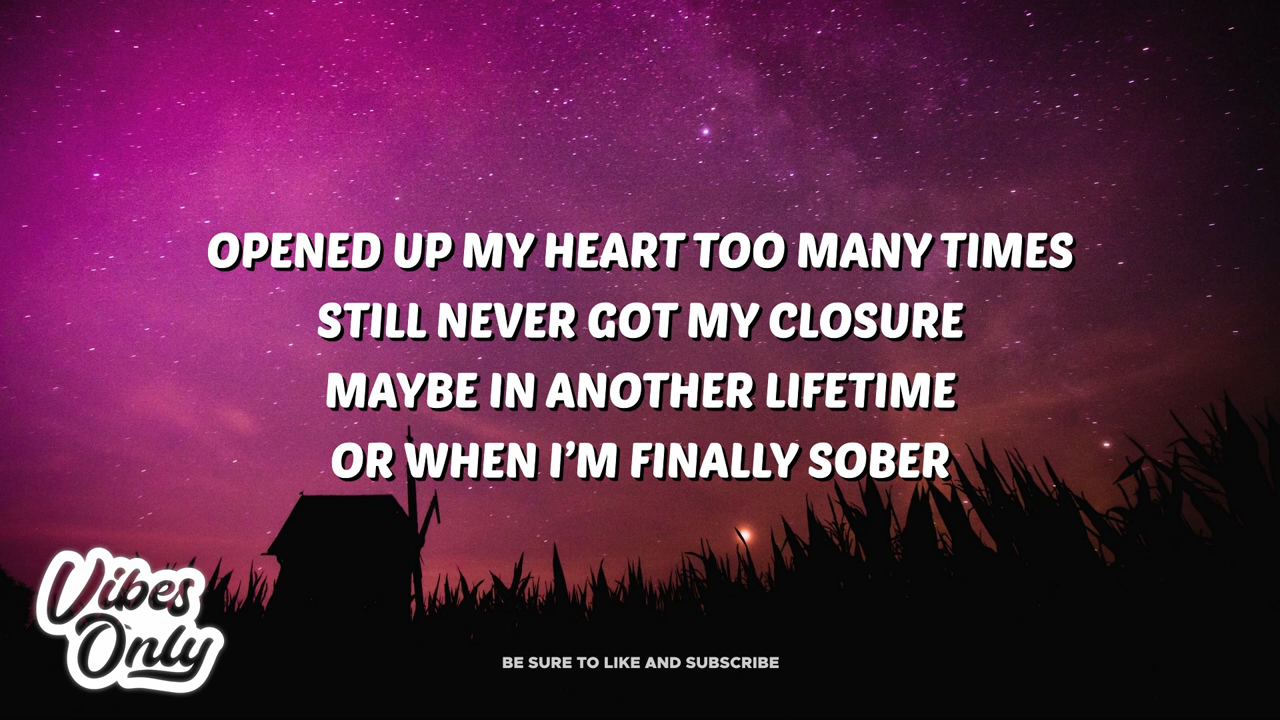 OPENED UP MY HEART TOO MANY TIMES
STILL NEVER GOT MY CLOSURE
MAYBE IN ANOTHER LIFETIME
OR WHEN I’M FINALLY SOBER
Vibes
Only
BE SURE TO LIKE AND SUBSCRIBE